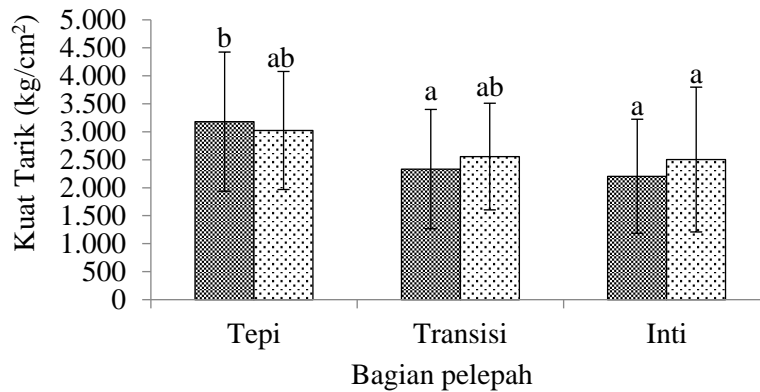 Kuat Tarik (kg/cm²)
5.000
4.500
4.000
3.500
3.000
2.500
2.000
1.500
1.000
500
0
b
ab
a
ab
a
a
Tepi
Transisi
Inti
Bagian pelepah